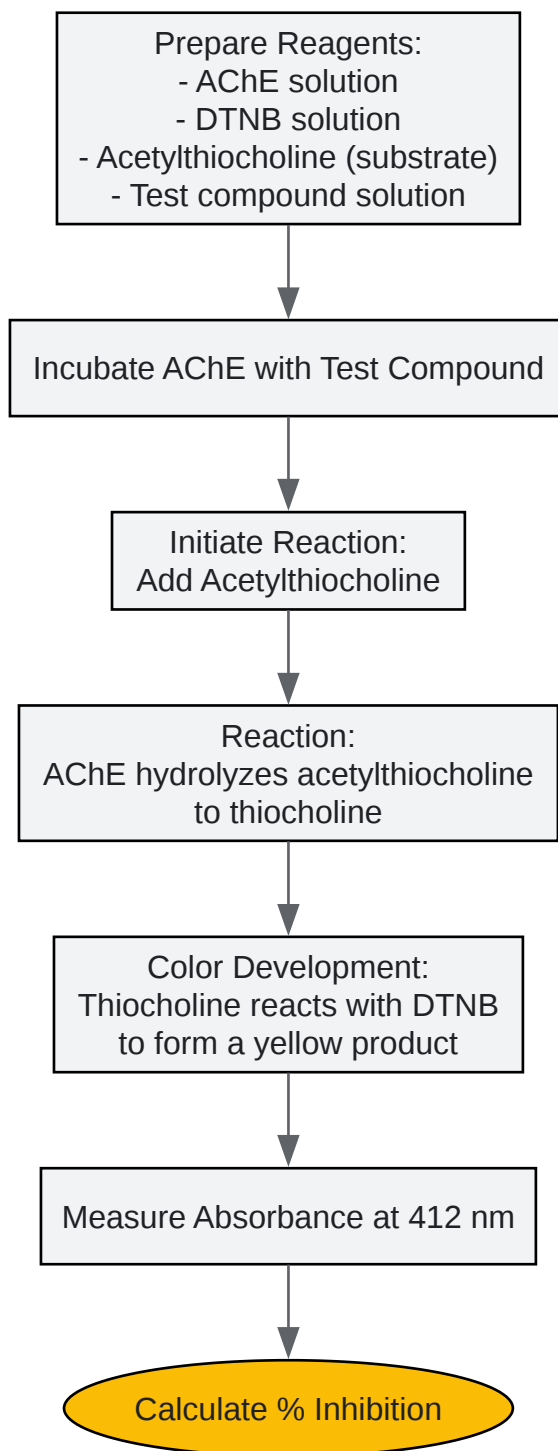 Prepare Reagents:
- AChE solution
- DTNB solution
- Acetylthiocholine (substrate)
- Test compound solution
Incubate AChE with Test Compound
Initiate Reaction:
Add Acetylthiocholine
Reaction:
AChE hydrolyzes acetylthiocholine
to thiocholine
Color Development:
Thiocholine reacts with DTNB
to form a yellow product
Measure Absorbance at 412 nm
Calculate % Inhibition